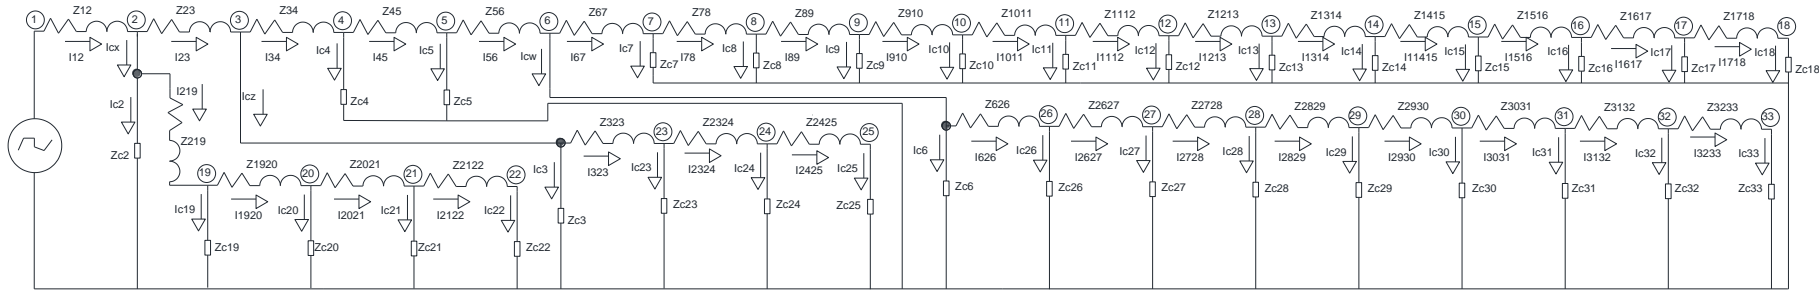 Z12 Z23 Z34 Z45 Z56 Z67 Z78 Z89 Z910 Z1011 Z1112 Z1213 Z1314 Z1415 Z1516 Z1617 Z1718
1 2 3 4 5 6 7 8 9 10 11 12 13 14 15 16 17 18
I12 Icx I23 I34 Ic4 I45 Ic5 I56 Icw I67 Ic7 I78 Ic8 I89 Ic9 I910 Ic10 I1011 Ic11 I1112 Ic12 I1213 Ic13 I1314 Ic14 I11415 Ic15 I1516 Ic16 I1617 Ic17 I1718 Ic18
Zc7 Zc8 Zc9 Zc10 Zc11 Zc12 Zc13 Zc14 Zc15 Zc16 Zc17 Zc18
Ic2 I219 Icz Zc4 Zc5
Z626 Z2627 Z2728 Z2829 Z2930 Z3031 Z3132 Z3233
26 27 28 29 30 31 32 33
Z323 Z2324 Z2425
23 24 25
Zc2 Z219
Ic6 I626 Ic26 I2627 Ic27 I2728 Ic28 I2829 Ic29 I2930 Ic30 I3031 Ic31 I3132 Ic32 I3233 Ic33
Ic3 I323 Ic23 I2324 Ic24 I2425 Ic25
Z1920 Z2021 Z2122
19 20 21 22
Zc6 Zc26 Zc27 Zc28 Zc29 Zc30 Zc31 Zc32 Zc33
Ic19 I1920 Ic20 I2021 Ic21 I2122 Ic22
Zc3 Zc23 Zc24 Zc25
Zc19 Zc20 Zc21 Zc22